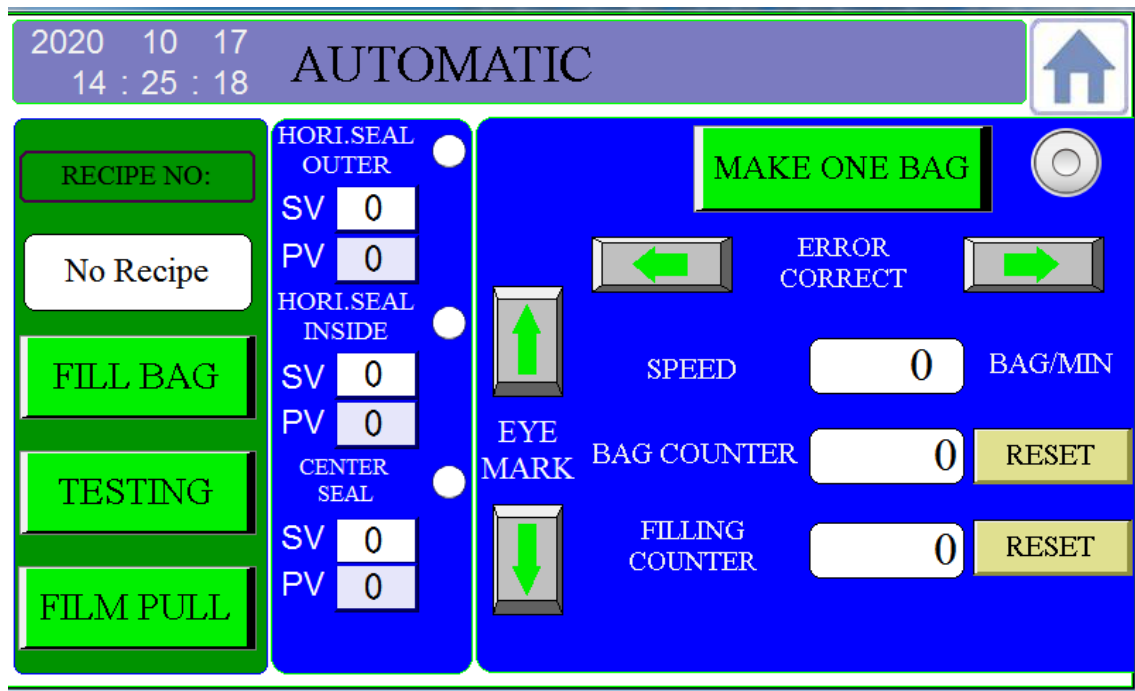 2020 10 17
14 : 25 : 18
AUTOMATIC
RECIPE NO:
No Recipe
FILL BAG
TESTING
FILM PULL
HORI.SEAL
OUTER
SV 0
PV 0
HORI.SEAL
INSIDE
SV 0
PV 0
CENTER
SEAL
SV 0
PV 0
EYE
MARK
MAKE ONE BAG
ERROR
CORRECT
SPEED 0 BAG/MIN
BAG COUNTER 0 RESET
FILLING
COUNTER 0 RESET